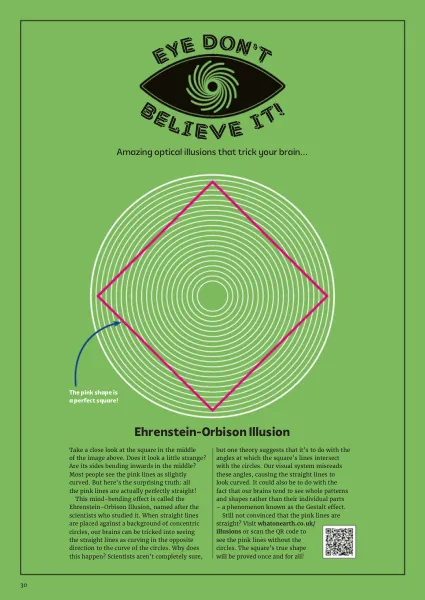 EYE DON'T
BELIEVE IT!
Amazing optical illusions that trick your brain...
The pink shape is
a perfect square!
Ehrenstein-Orbison Illusion
Take a close look at the square in the middle
of the image above. Does it look a little strange?
Are its sides bending inwards in the middle?
Most people see the pink lines as slightly
curved. But here's the surprising truth: all
the pink lines are actually perfectly straight!
This mind-bending effect is called the
Ehrenstein-Orbison Illusion, named after the
scientists who studied it. When straight lines
are placed against a background of concentric
circles, our brains can be tricked into seeing
the straight lines as curving in the opposite
direction to the curve of the circles. Why does
this happen? Scientists aren't completely sure,
but one theory suggests that it's to do with the
angles at which the square's lines intersect
with the circles. Our visual system misreads
these angles, causing the straight lines to
look curved. It could also be to do with the
fact that our brains tend to see whole patterns
and shapes rather than their individual parts
– a phenomenon known as the Gestalt effect.
Still not convinced that the pink lines are
straight? Visit whatonearth.co.uk/
illusions or scan the QR code to
see the pink lines without the
circles. The square's true shape
will be proved once and for all!
30